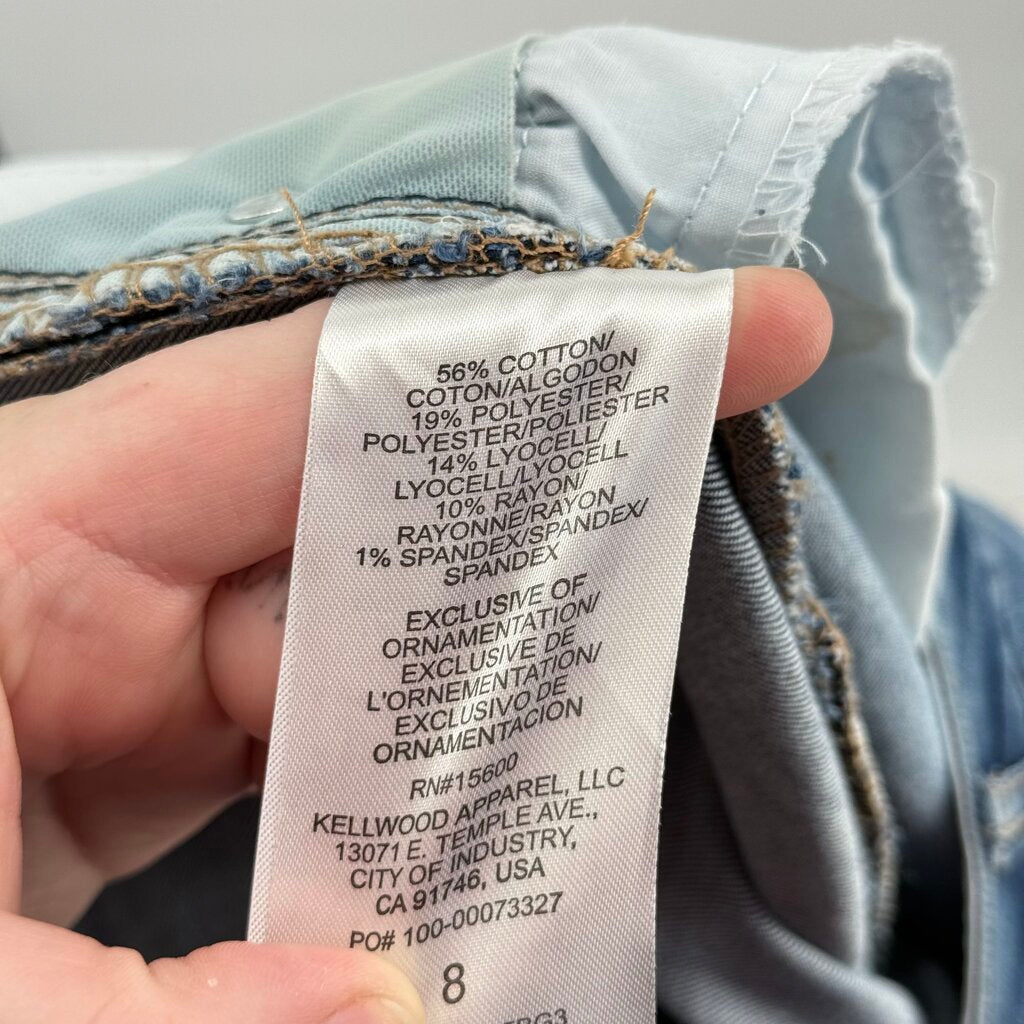 56% COTTON/
COTON/ALGODON
19% POLYESTER/
POLYESTER/POLIESTER
14% LYOCELL/
LYOCELL/LYOCELL
10% RAYON/
RAYONNE/RAYON
1% SPANDEX/SPANDEX/
SPANDEX
EXCLUSIVE OF
ORNAMENTATION/
EXCLUSIVE DE
L'ORNEMENTATION/
EXCLUSIVO DE
ORNAMENTACION
RN#15600
KELLWOOD APPAREL, LLC
13071 E. TEMPLE AVE.,
CITY OF INDUSTRY,
CA 91746, USA
PO# 100-00073327
8